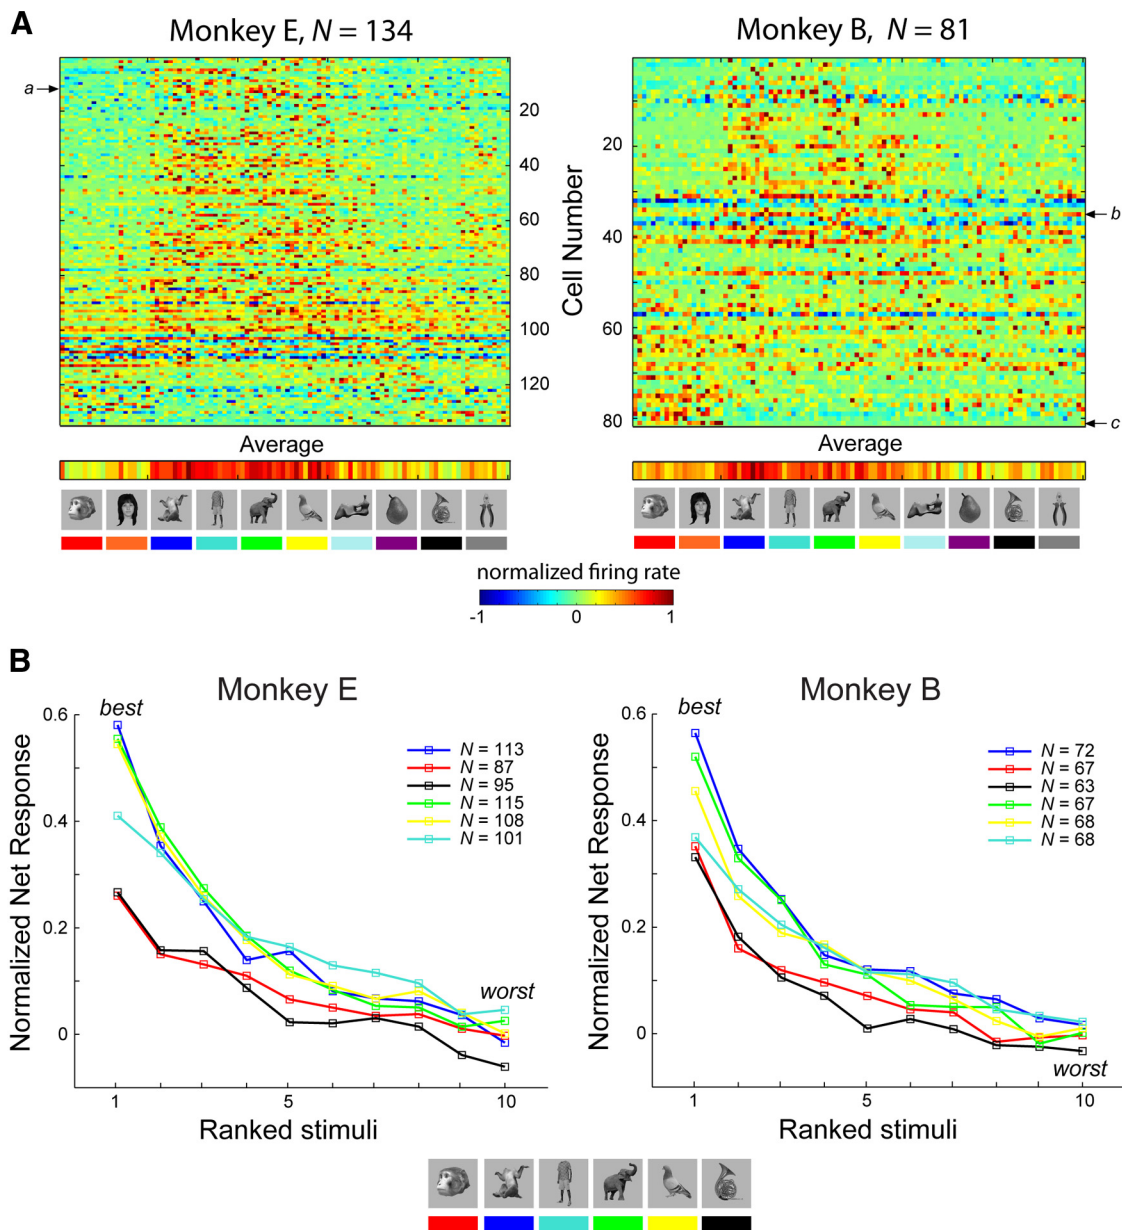 A
Monkey E, N = 134
Monkey B, N = 81
a
20
40
60
80
100
120
Cell Number
20
40
60
80
b
c
Average
Average
normalized firing rate
-1
0
1
B
Monkey E
Monkey B
Normalized Net Response
0.6
0.4
0.2
0
best
worst
N = 113
N = 87
N = 95
N = 115
N = 108
N = 101
1
5
10
Ranked stimuli
Normalized Net Response
0.6
0.4
0.2
0
best
worst
N = 72
N = 67
N = 63
N = 67
N = 68
N = 68
1
5
10
Ranked stimuli